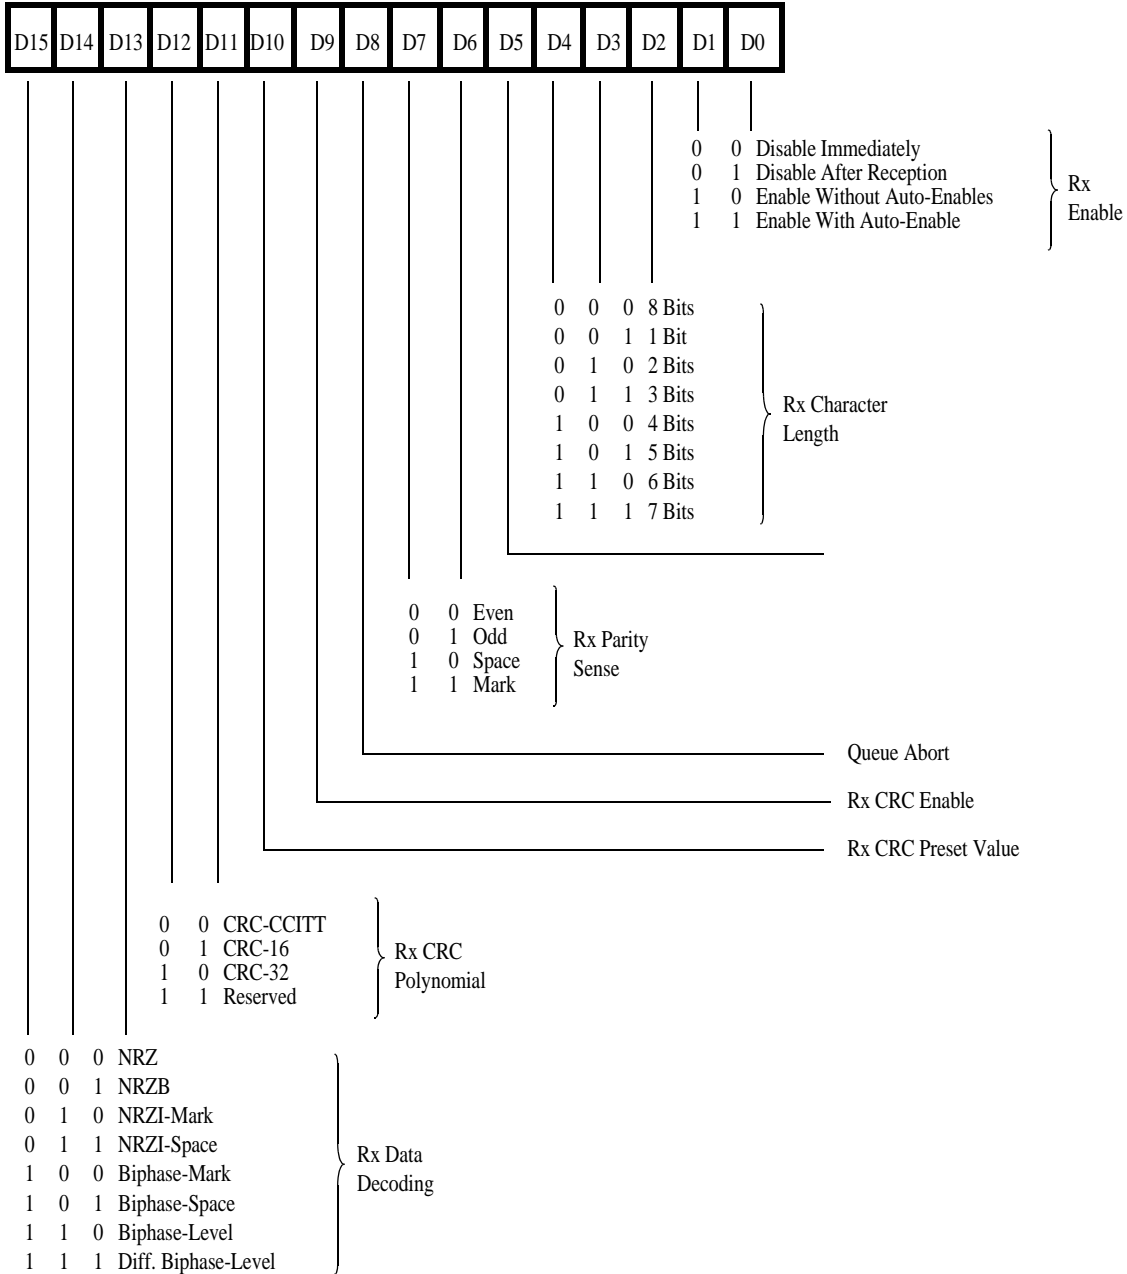 D15 D14 D13 D12 D11 D10 D9 D8 D7 D6 D5 D4 D3 D2 D1 D0
0 0 Disable Immediately
0 1 Disable After Reception
1 0 Enable Without Auto-Enables
1 1 Enable With Auto-Enable
Rx
Enable
0 0 0 8 Bits
0 0 1 1 Bit
0 1 0 2 Bits
0 1 1 3 Bits
1 0 0 4 Bits
1 0 1 5 Bits
1 1 0 6 Bits
1 1 1 7 Bits
Rx Character
Length
0 0 Even
0 1 Odd
1 0 Space
1 1 Mark
Rx Parity
Sense
Queue Abort
Rx CRC Enable
Rx CRC Preset Value
0 0 CRC-CCITT
0 1 CRC-16
1 0 CRC-32
1 1 Reserved
Rx CRC
Polynomial
0 0 0 NRZ
0 0 1 NRZB
0 1 0 NRZI-Mark
0 1 1 NRZI-Space
1 0 0 Biphase-Mark
1 0 1 Biphase-Space
1 1 0 Biphase-Level
1 1 1 Diff. Biphase-Level
Rx Data
Decoding